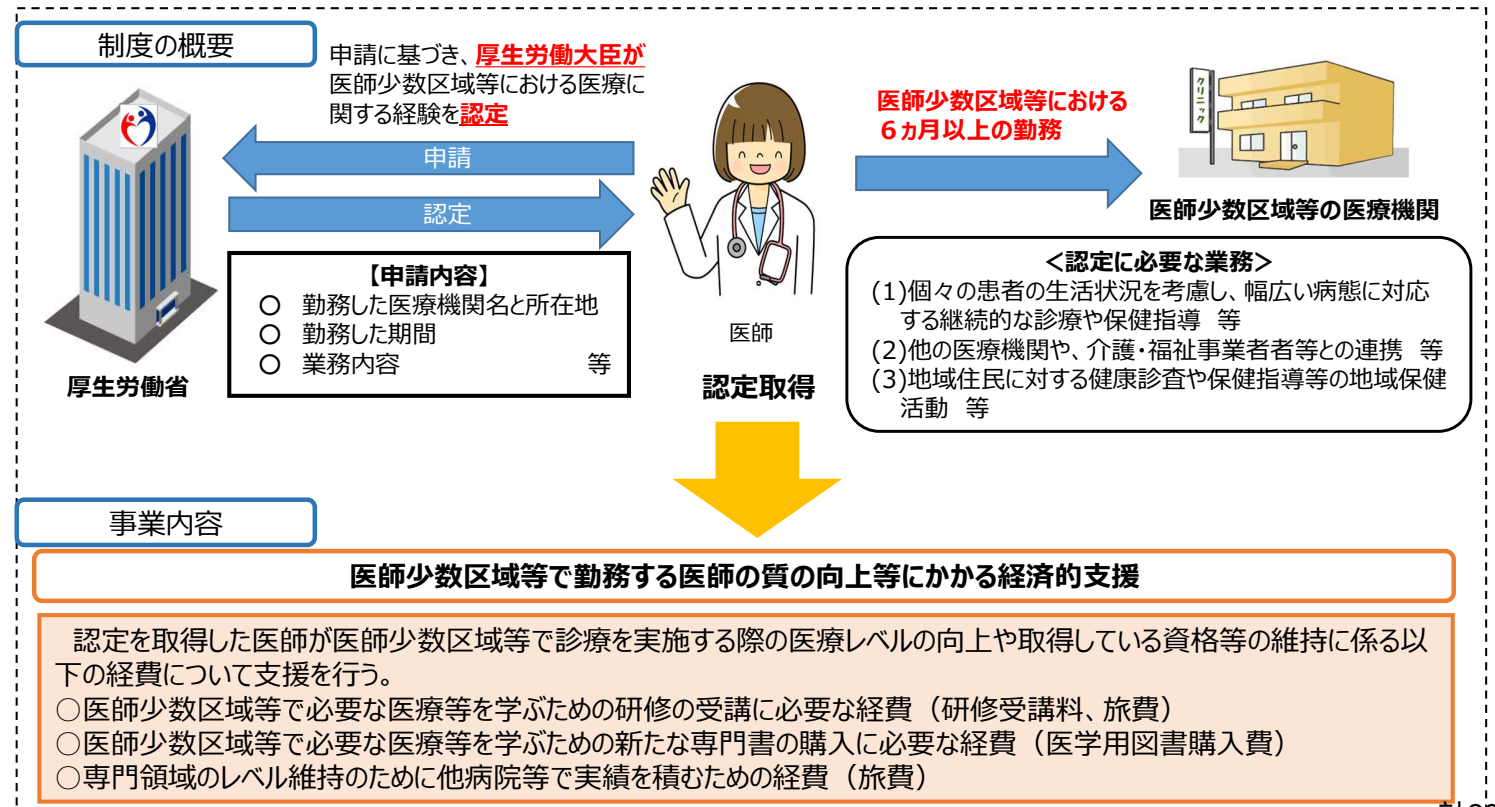 制度の概要
申請に基づき、厚生労働大臣が
医師少数区域等における医療に
関する経験を認定
申請
認定
【申請内容】
○ 勤務した医療機関名と所在地
○ 勤務した期間
○ 業務内容 等
厚生労働省
医師
認定取得
医師少数区域等における
６ヵ月以上の勤務
クリニック
医師少数区域等の医療機関
＜認定に必要な業務＞
(1)個々の患者の生活状況を考慮し、幅広い病態に対応
する継続的な診療や保健指導 等
(2)他の医療機関や、介護・福祉事業者者等との連携 等
(3)地域住民に対する健康診査や保健指導等の地域保健
活動 等
事業内容
医師少数区域等で勤務する医師の質の向上等にかかる経済的支援
認定を取得した医師が医師少数区域等で診療を実施する際の医療レベルの向上や取得している資格等の維持に係る以
下の経費について支援を行う。
○医師少数区域等で必要な医療等を学ぶための研修の受講に必要な経費（研修受講料、旅費）
○医師少数区域等で必要な医療等を学ぶための新たな専門書の購入に必要な経費（医学用図書購入費）
○専門領域のレベル維持のために他病院等で実績を積むための経費（旅費）